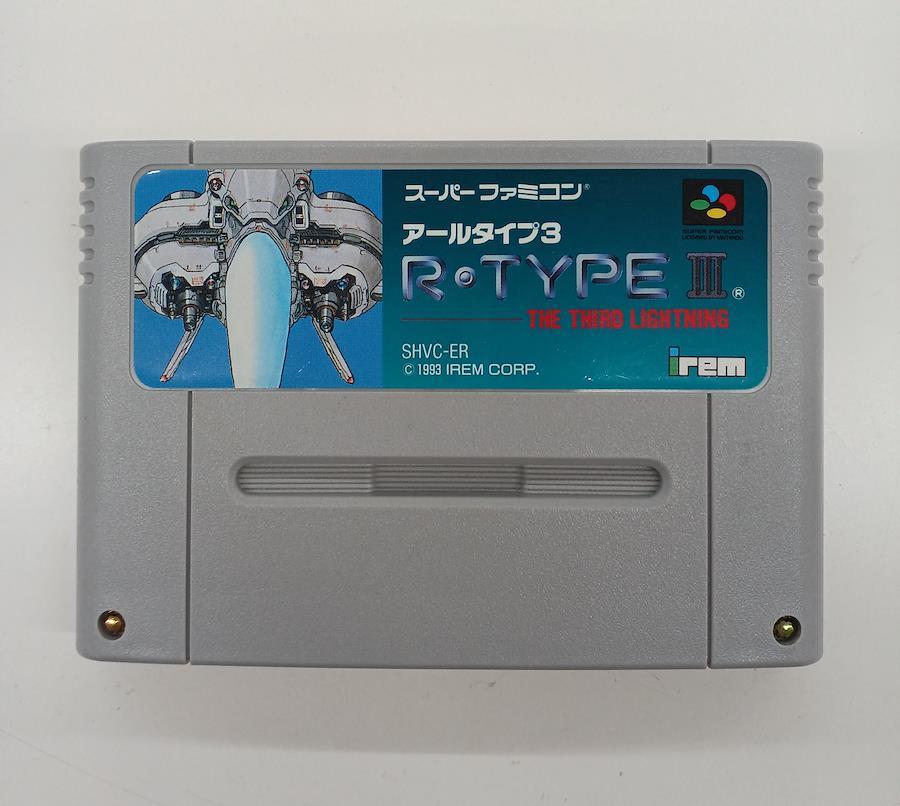 スーパーファミコン®
アールタイプ3
R・TYPE III®
THE THIRD LIGHTNING
SHVC-ER
© 1993 IREM CORP.
irem
SUPER FAMICOM
LICENSED BY NINTENDO